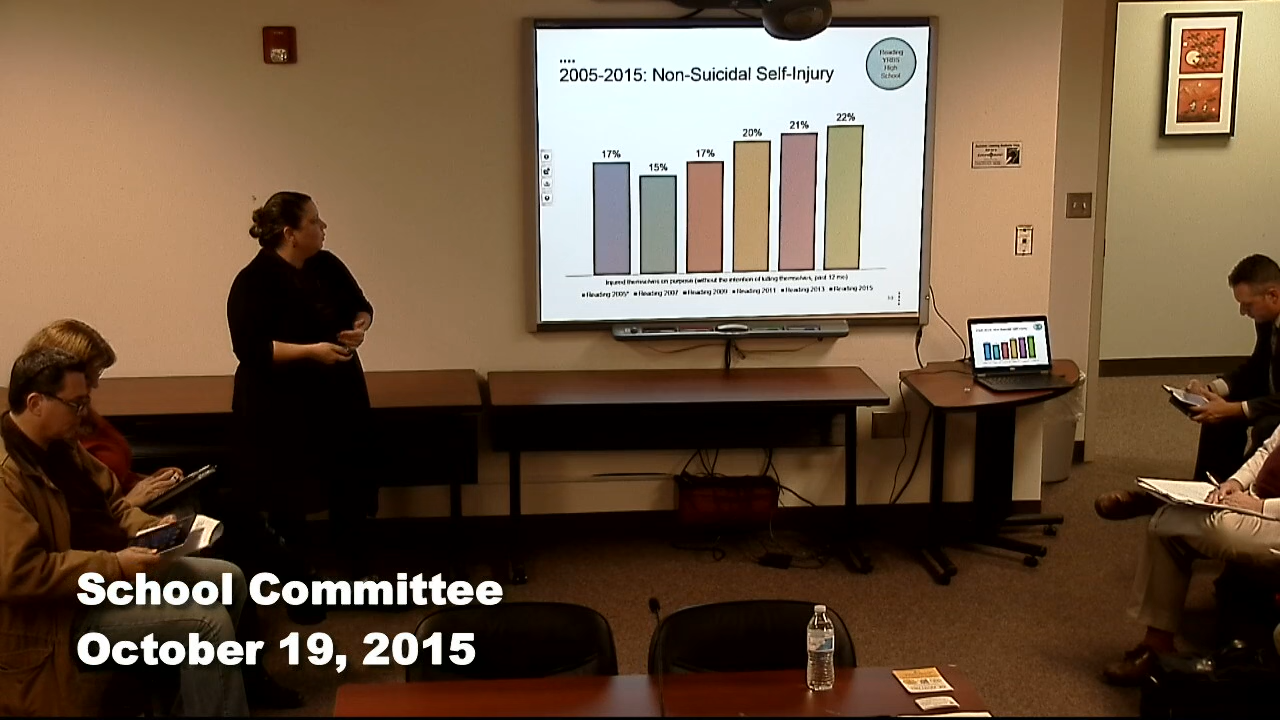 Reading
YRBS
High
School
2005-2015: Non-Suicidal Self-Injury
17%
15%
17%
20%
21%
22%
Injured themselves on purpose (without the intention of killing themselves, past 12 mo)
Reading 2005* Reading 2007 Reading 2009 Reading 2011 Reading 2013 Reading 2015
School Committee
October 19, 2015